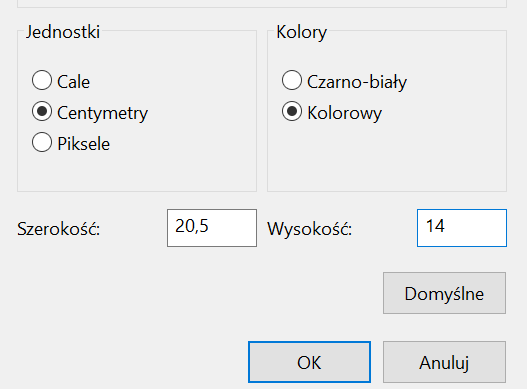 Jednostki
Cale
Centymetry
Piksele
Kolory
Czarno-biały
Kolorowy
Szerokość: 20,5 Wysokość: 14
Domyślne
OK Anuluj